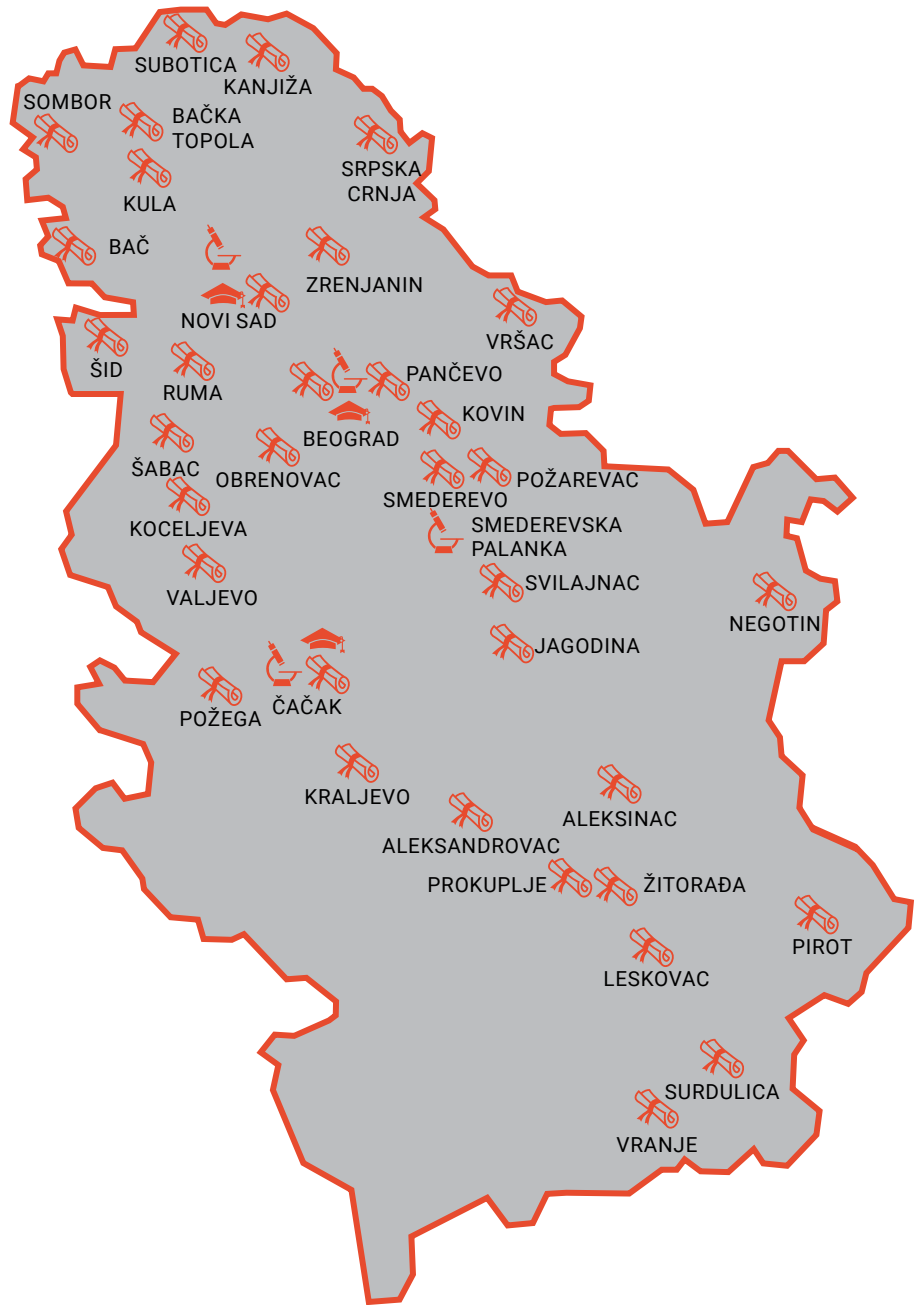 SUBOTICA
KANJIŽA
SOMBOR
BAČKA
TOPOLA
SRPSKA
CRNJA
KULA
BAČ
ZRENJANIN
NOVI SAD
VRŠAC
ŠID
RUMA
PANČEVO
KOVIN
BEOGRAD
ŠABAC
OBRENOVAC
SMEDEREVO
POŽAREVAC
KOCELJEVA
SMEDEREVSKA
PALANKA
VALJEVO
SVILAJNAC
NEGOTIN
JAGODINA
POŽEGA
ČAČAK
KRALJEVO
ALEKSINAC
ALEKSANDROVAC
PROKUPLJE
ŽITORAĐA
PIROT
LESKOVAC
SURDULICA
VRANJE